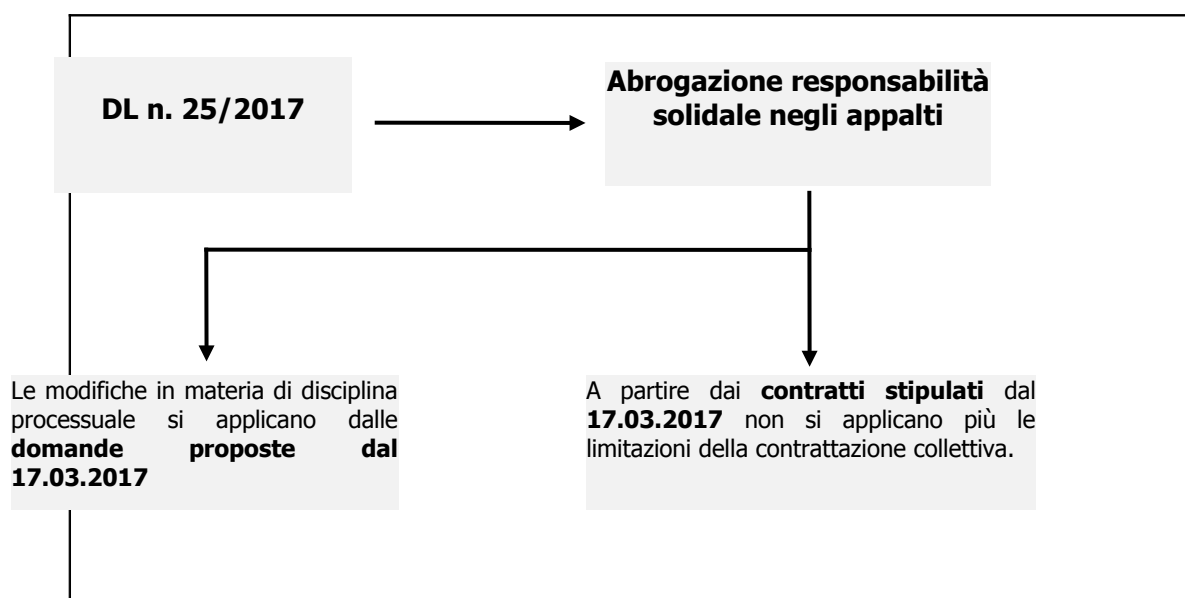 DL n. 25/2017
Abrogazione responsabilità
solidale negli appalti
Le modifiche in materia di disciplina
processuale si applicano dalle
domande proposte dal
17.03.2017
A partire dai contratti stipulati dal
17.03.2017 non si applicano più le
limitazioni della contrattazione collettiva.